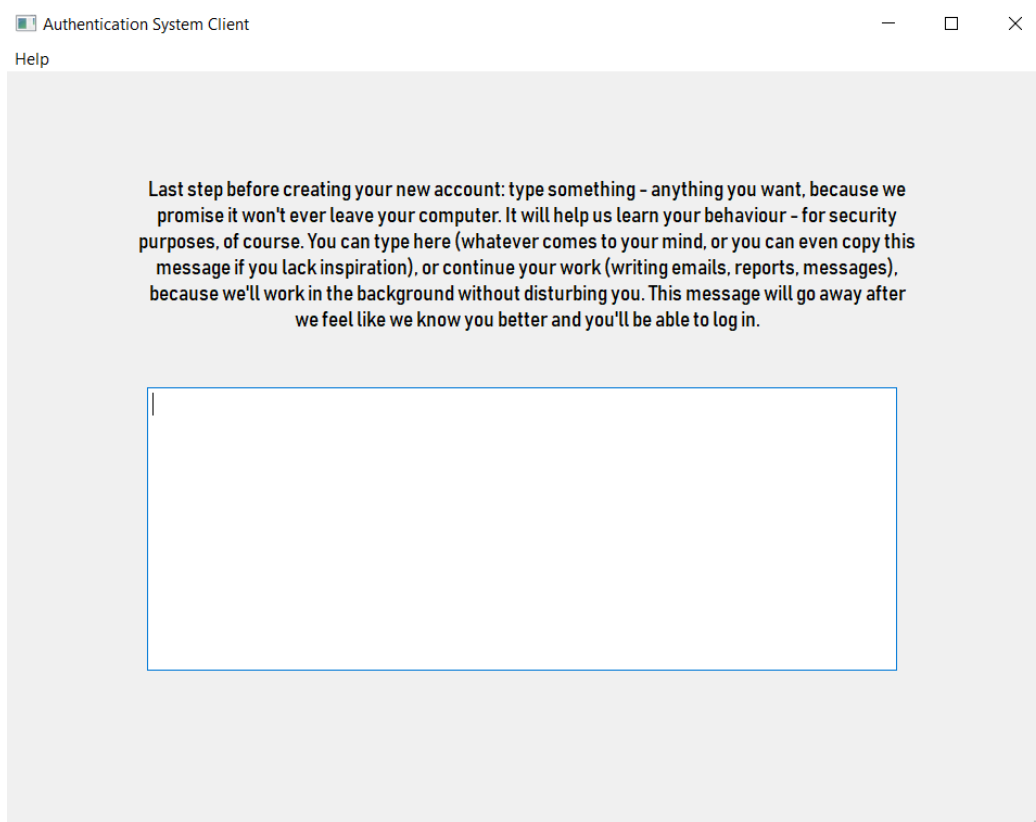 Authentication System Client
Help
Last step before creating your new account: type something - anything you want, because we
promise it won't ever leave your computer. It will help us learn your behaviour - for security
purposes, of course. You can type here (whatever comes to your mind, or you can even copy this
message if you lack inspiration), or continue your work (writing emails, reports, messages),
because we'll work in the background without disturbing you. This message will go away after
we feel like we know you better and you'll be able to log in.